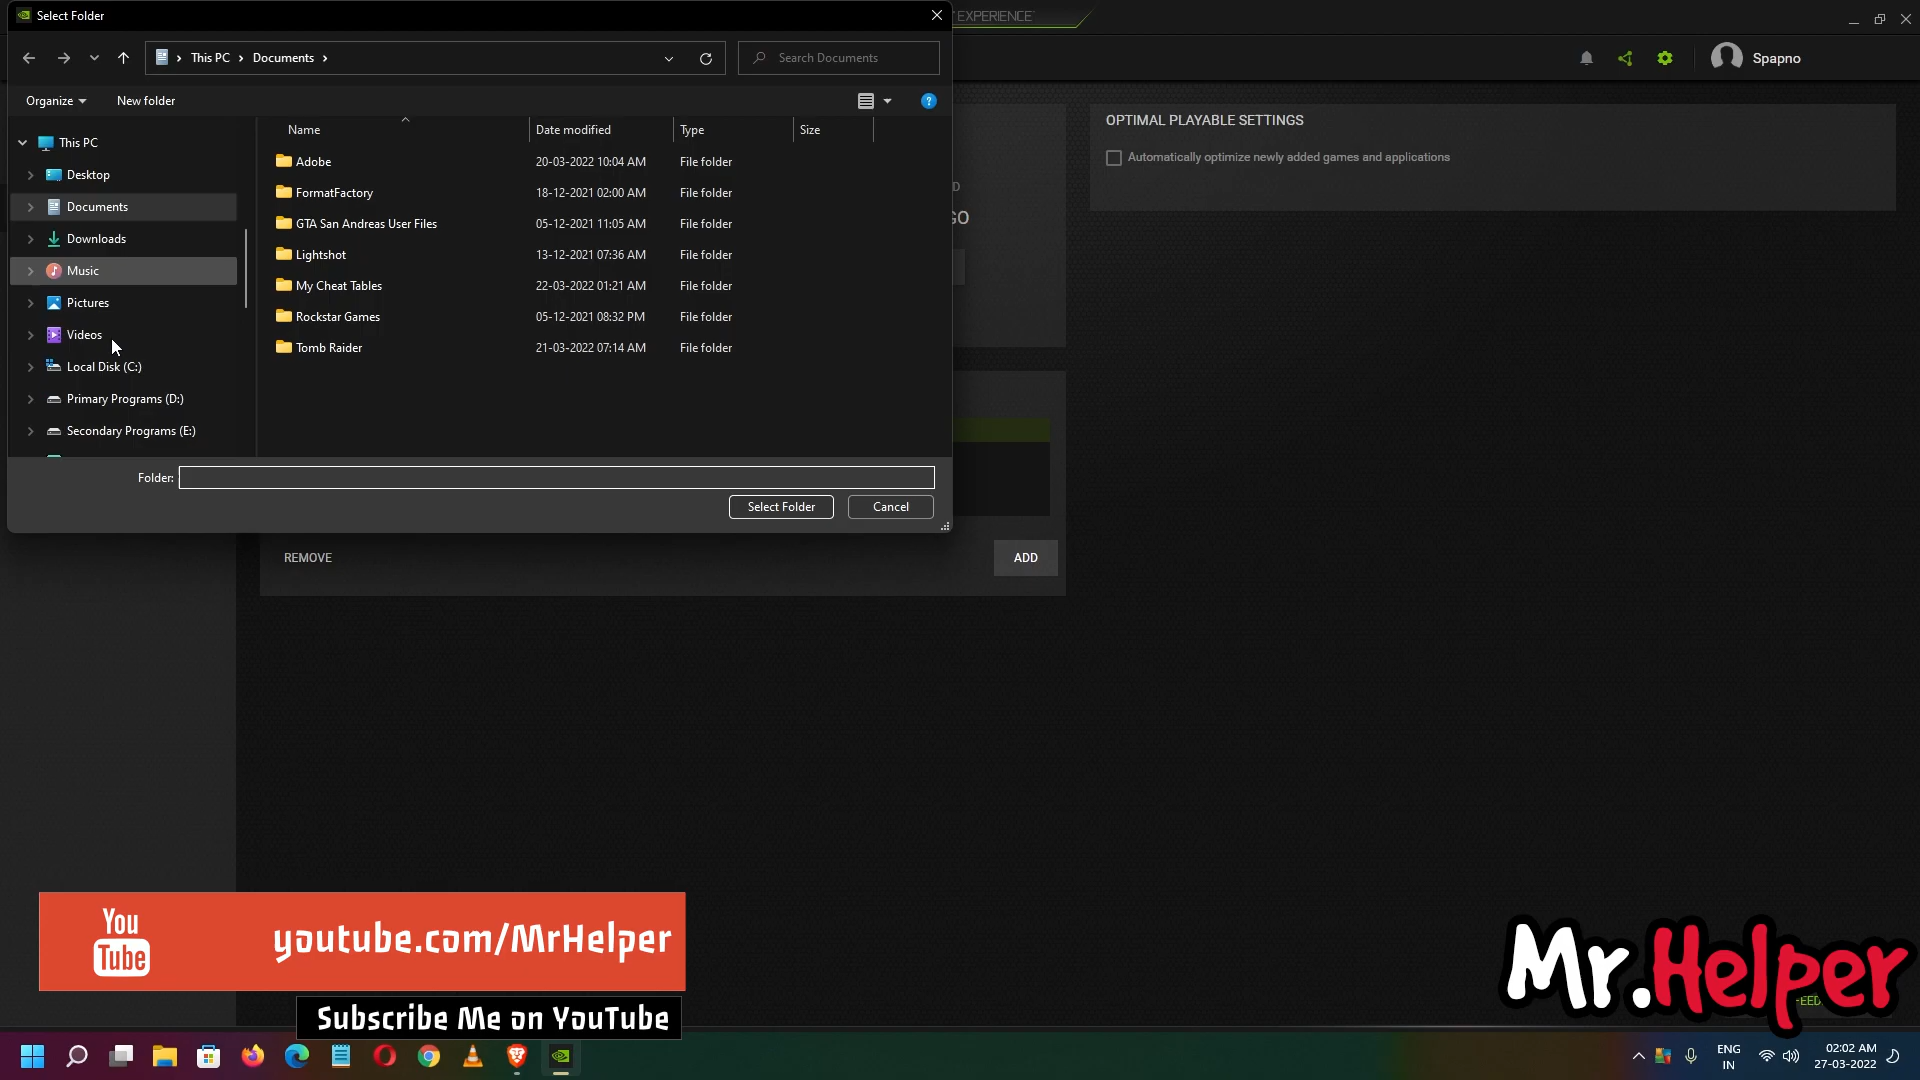 Select Folder
EXPERIENCE
This PC
Documents
Search Documents
Spapno
Organize
New folder
?
This PC
Desktop
Documents
Downloads
Music
Pictures
Videos
Local Disk (C:)
Primary Programs (D:)
Secondary Programs (E:)
Name Date modified Type Size
Adobe 20-03-2022 10:04 AM File folder
FormatFactory 18-12-2021 02:00 AM File folder
GTA San Andreas User Files 05-12-2021 11:05 AM File folder
Lightshot 13-12-2021 07:36 AM File folder
My Cheat Tables 22-03-2022 01:21 AM File folder
Rockstar Games 05-12-2021 08:32 PM File folder
Tomb Raider 21-03-2022 07:14 AM File folder
Folder:
Select Folder
Cancel
OPTIMAL PLAYABLE SETTINGS
Automatically optimize newly added games and applications
REMOVE
ADD
You
Tube
youtube.com/MrHelper
Subscribe Me on YouTube
Mr.Helper
ENG
IN
02:02 AM
27-03-2022